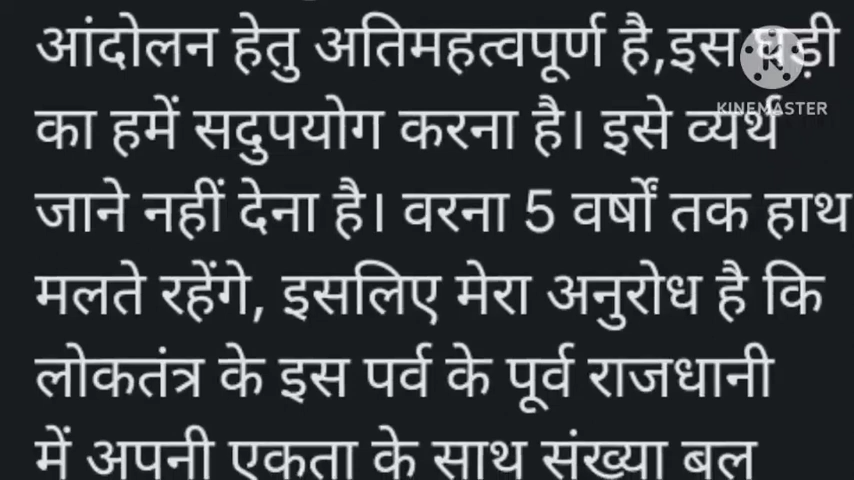 आंदोलन हेतु अतिमहत्वपूर्ण है,इस घड़ी
का हमें सदुपयोग करना है। इसे व्यर्थ
जाने नहीं देना है। वरना 5 वर्षों तक हाथ
मलते रहेंगे, इसलिए मेरा अनुरोध है कि
लोकतंत्र के इस पर्व के पूर्व राजधानी
में अपनी एकता के साथ संख्या बल
KINEMASTER